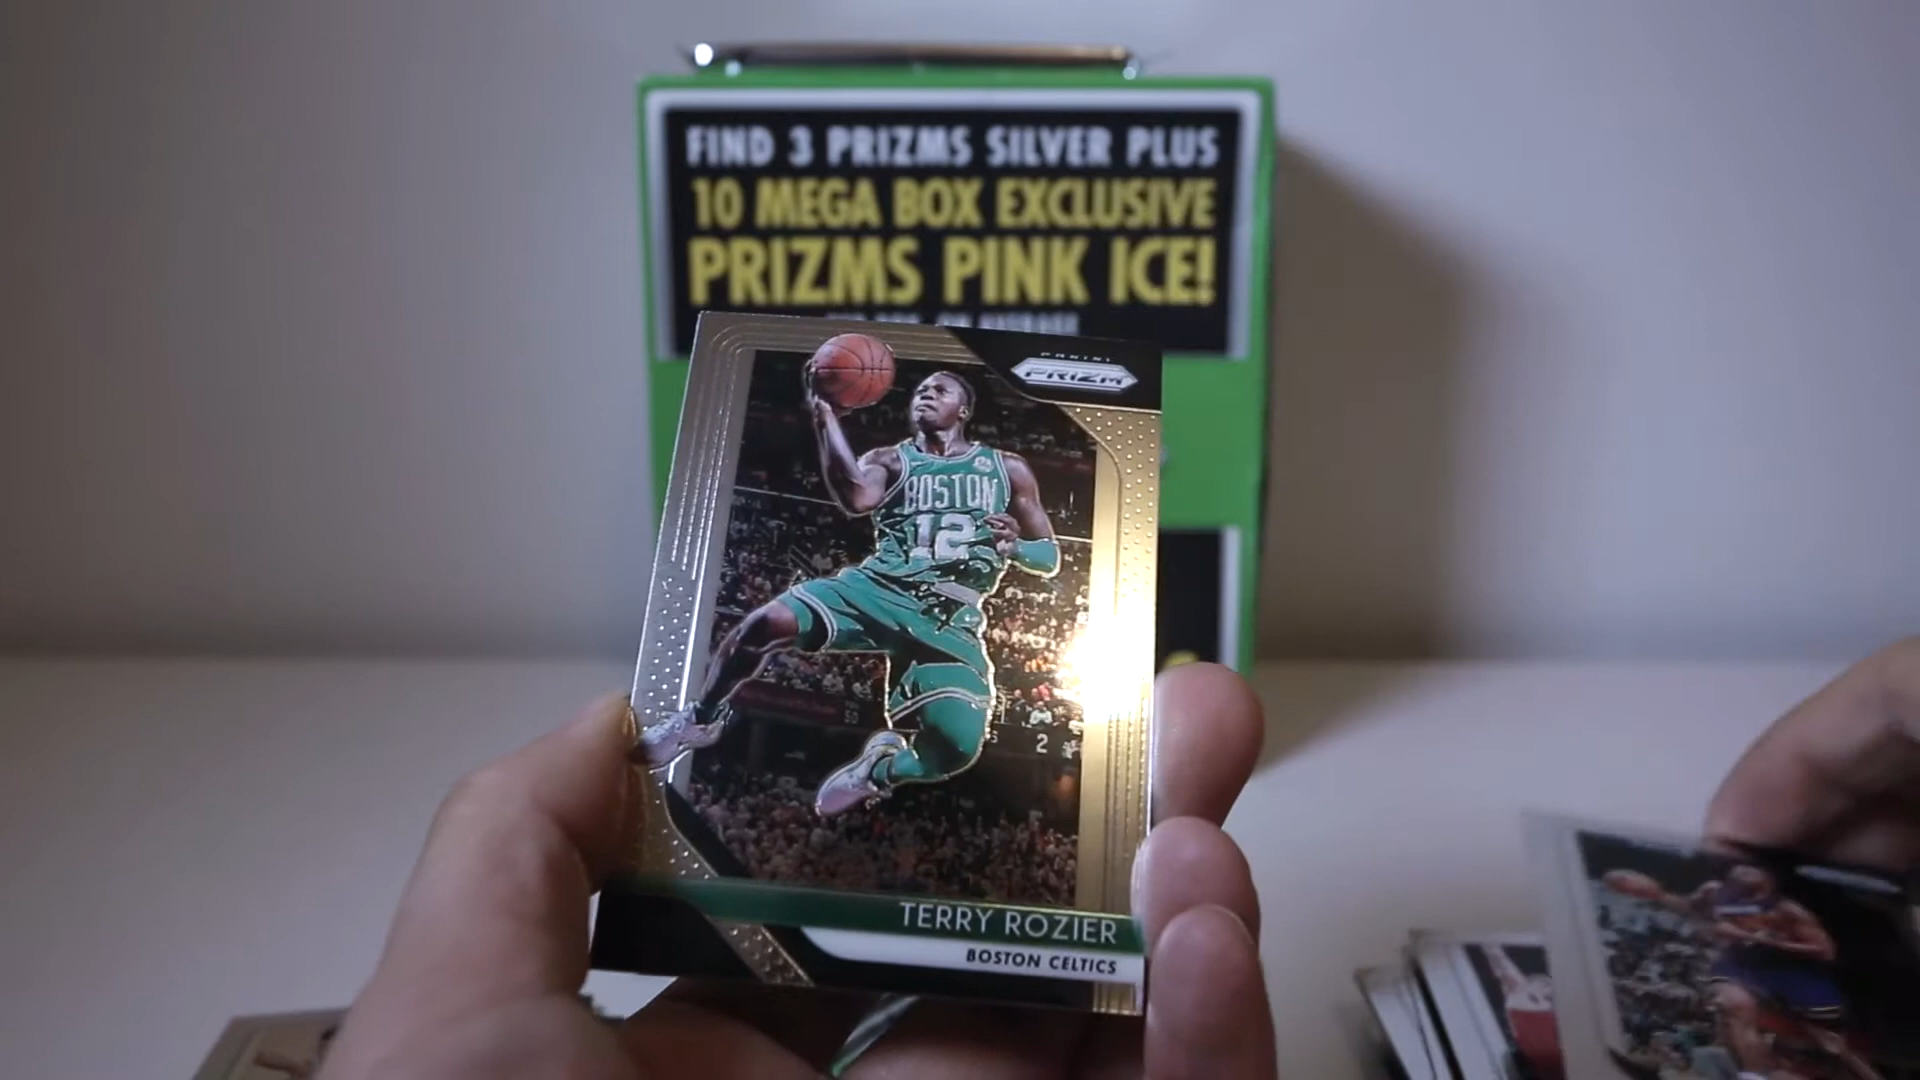 FIND 3 PRIZMS SILVER PLUS
10 MEGA BOX EXCLUSIVE
PRIZMS PINK ICE!
PANINI
PRIZM
BOSTON
12
2
TERRY ROZIER
BOSTON CELTICS